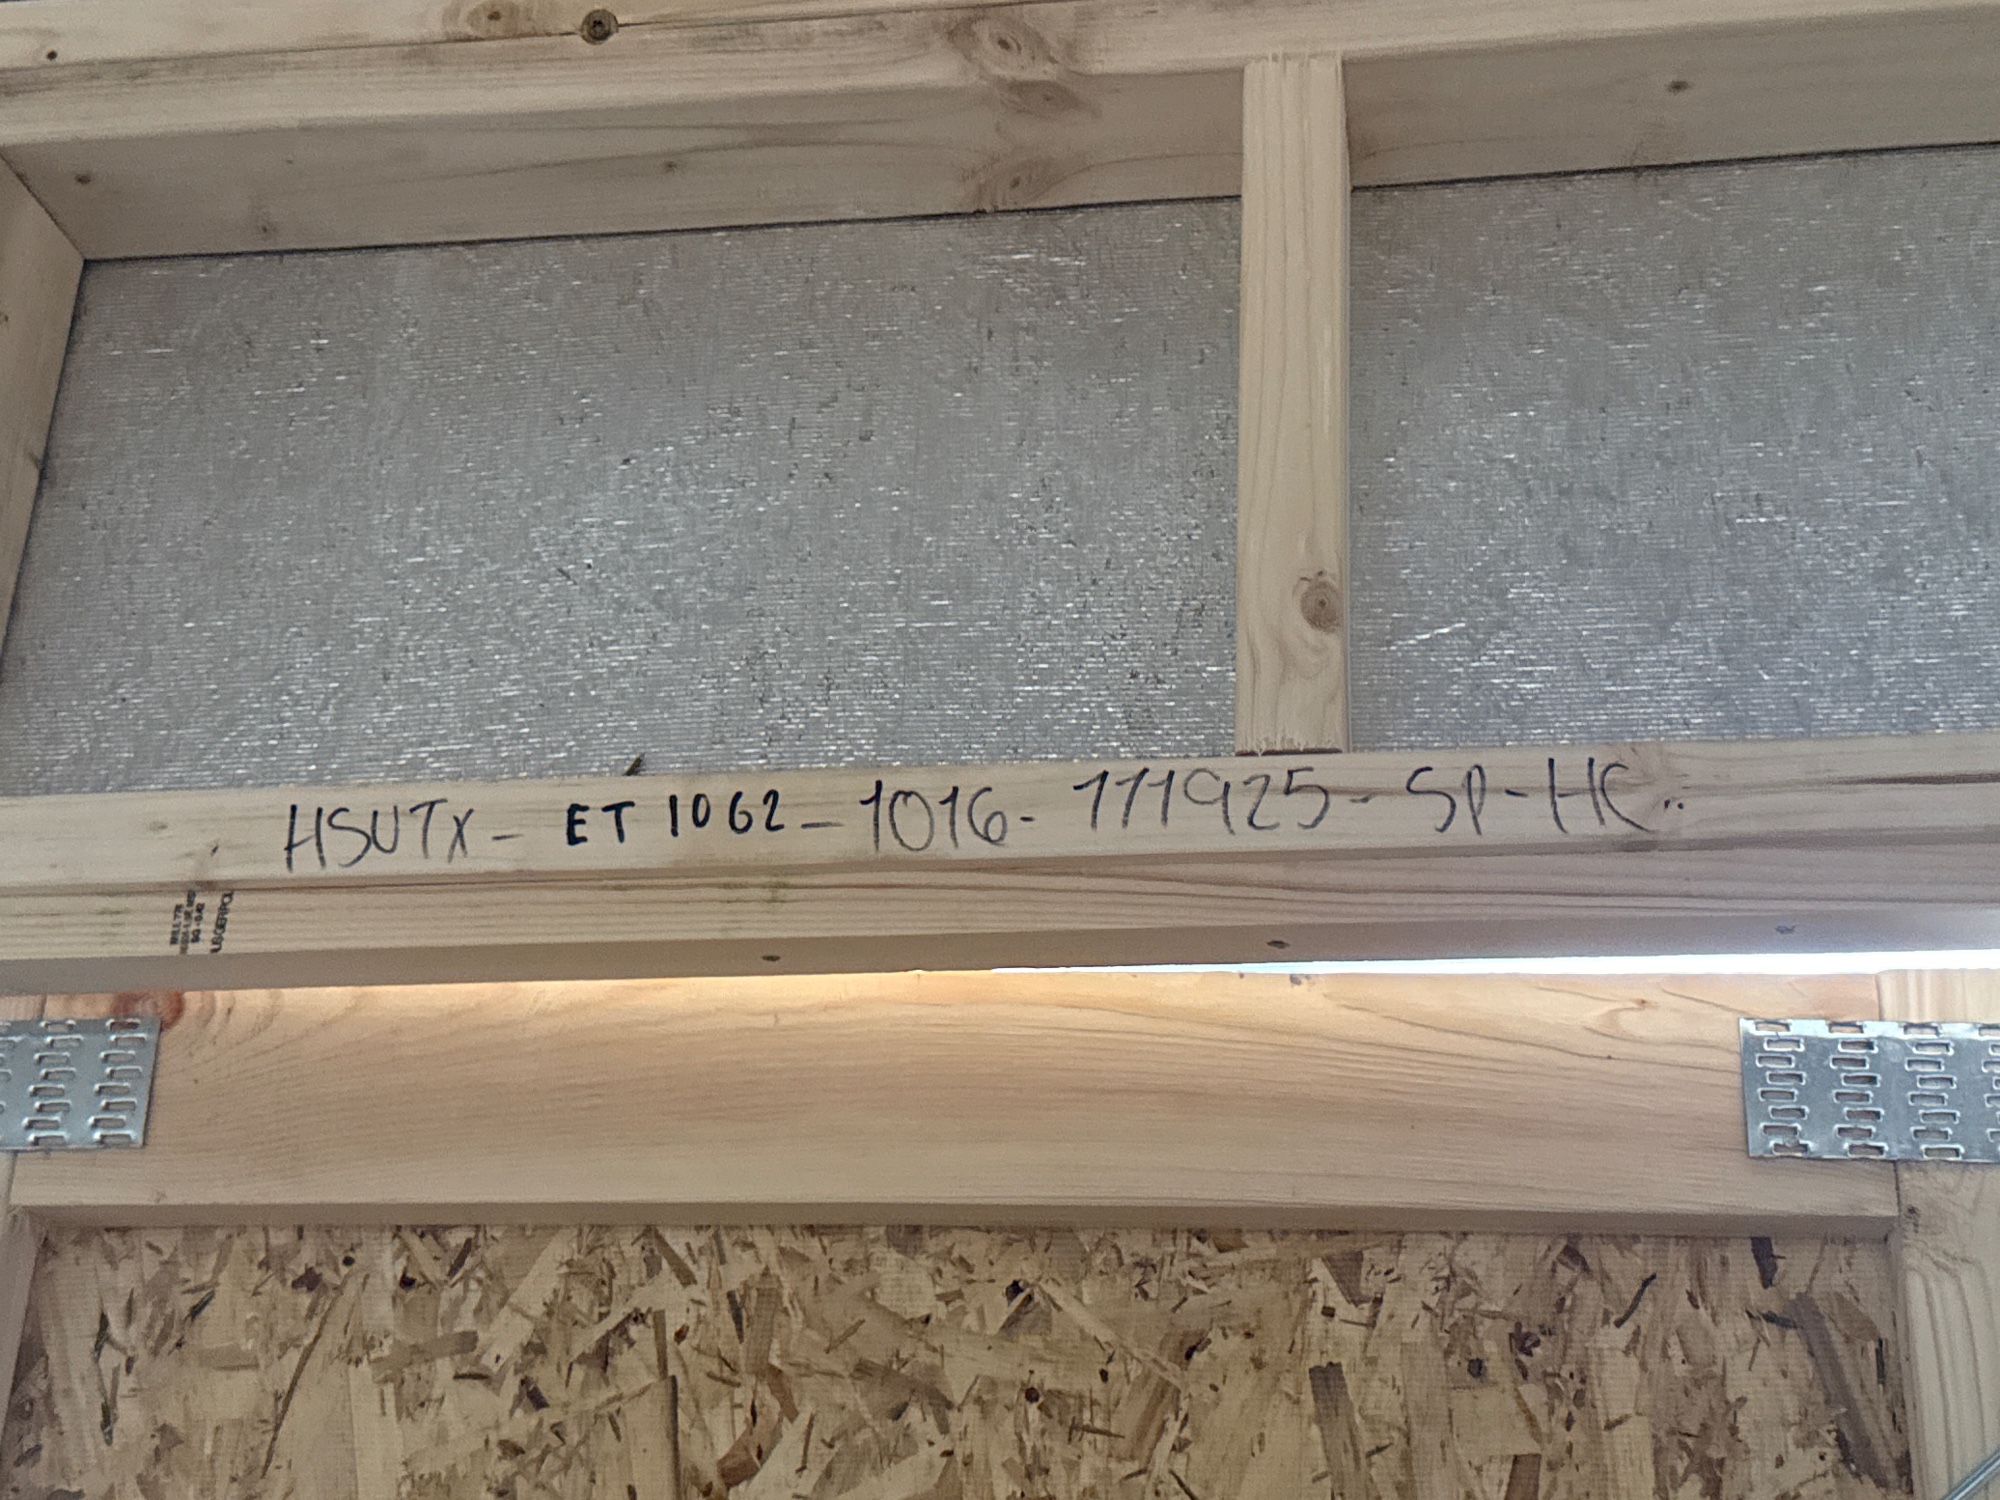 HSUTX - ET 1062 - 1016 - 111925 - SP - HC..